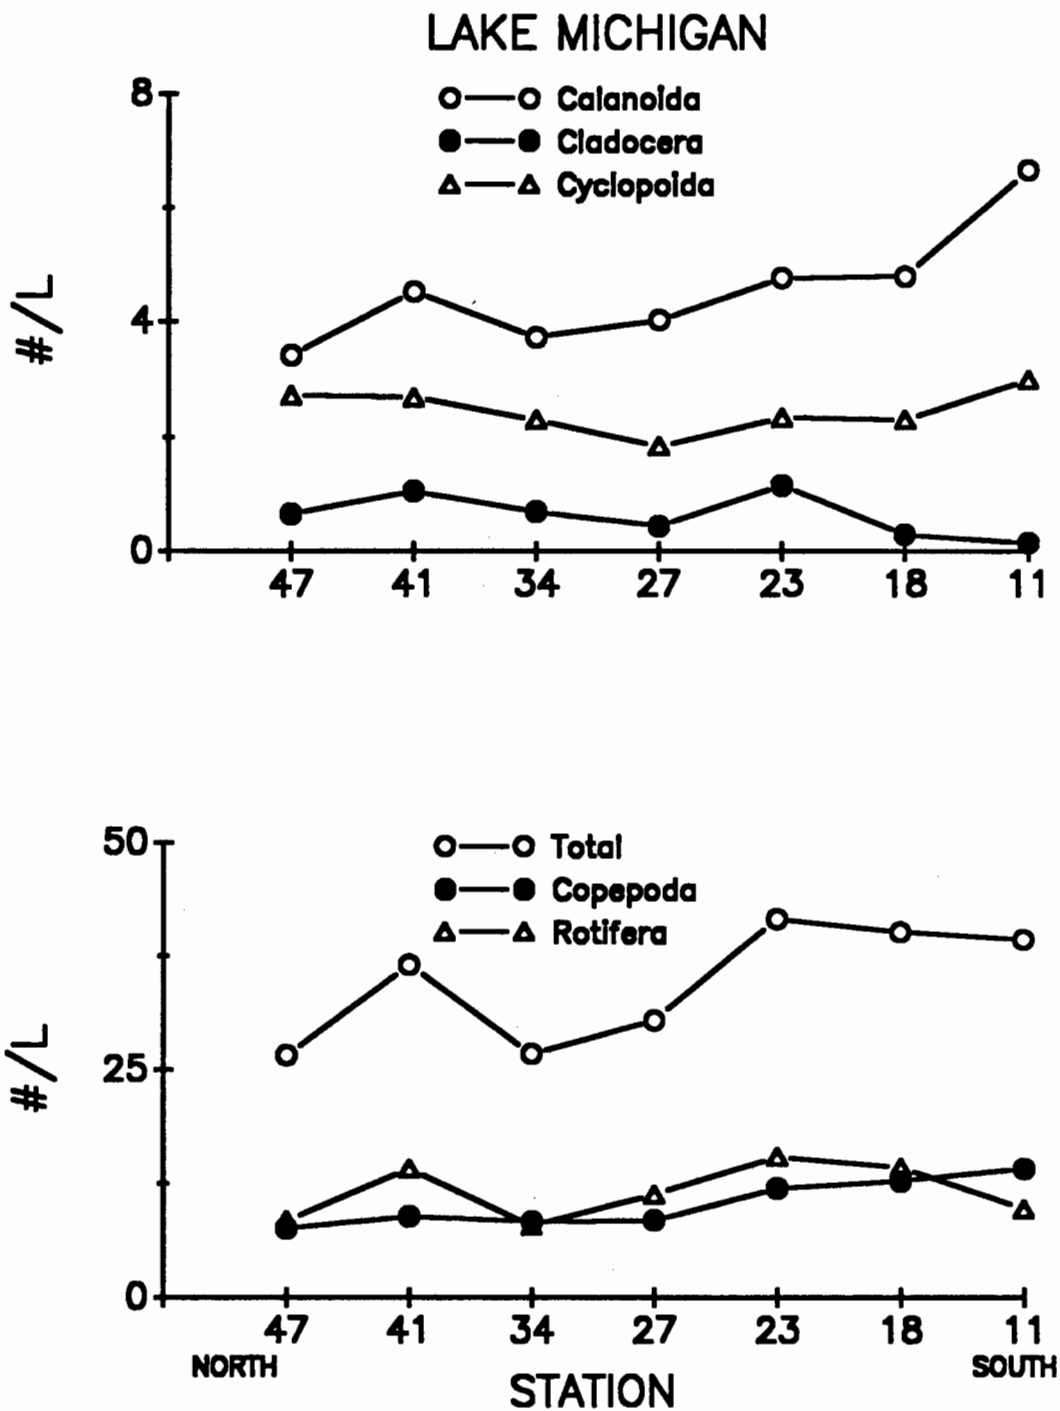 LAKE MICHIGAN
8
Calanoida
Cladocera
Cyclopoida
#/L
4
0
47 41 34 27 23 18 11
50
Total
Copepoda
Rotifera
#/L
25
0
47 41 34 27 23 18 11
NORTH SOUTH
STATION